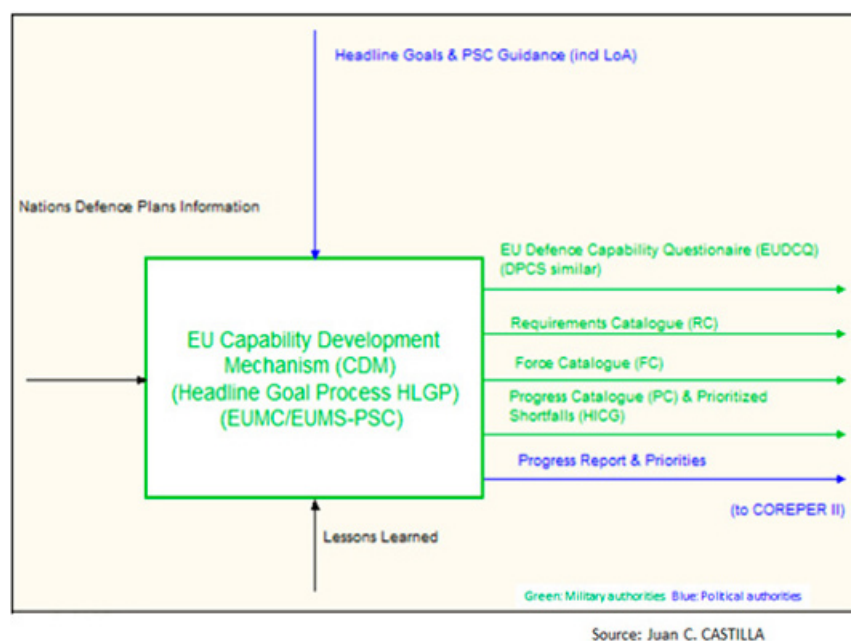 Headline Goals & PSC Guidance (incl LoA)
Nations Defence Plans Information
EU Capability Development
Mechanism (CDM)
(Headline Goal Process HLGP)
(EUMC/EUMS-PSC)
EU Defence Capability Questionaire (EUDCQ)
(DPCS similar)
Requirements Catalogue (RC)
Force Catalogue (FC)
Progress Catalogue (PC) & Prioritized
Shortfalls (HICG)
Progress Report & Priorities
(to COREPER II)
Lessons Learned
Green: Military authorities Blue: Political authorities
Source: Juan C. CASTILLA